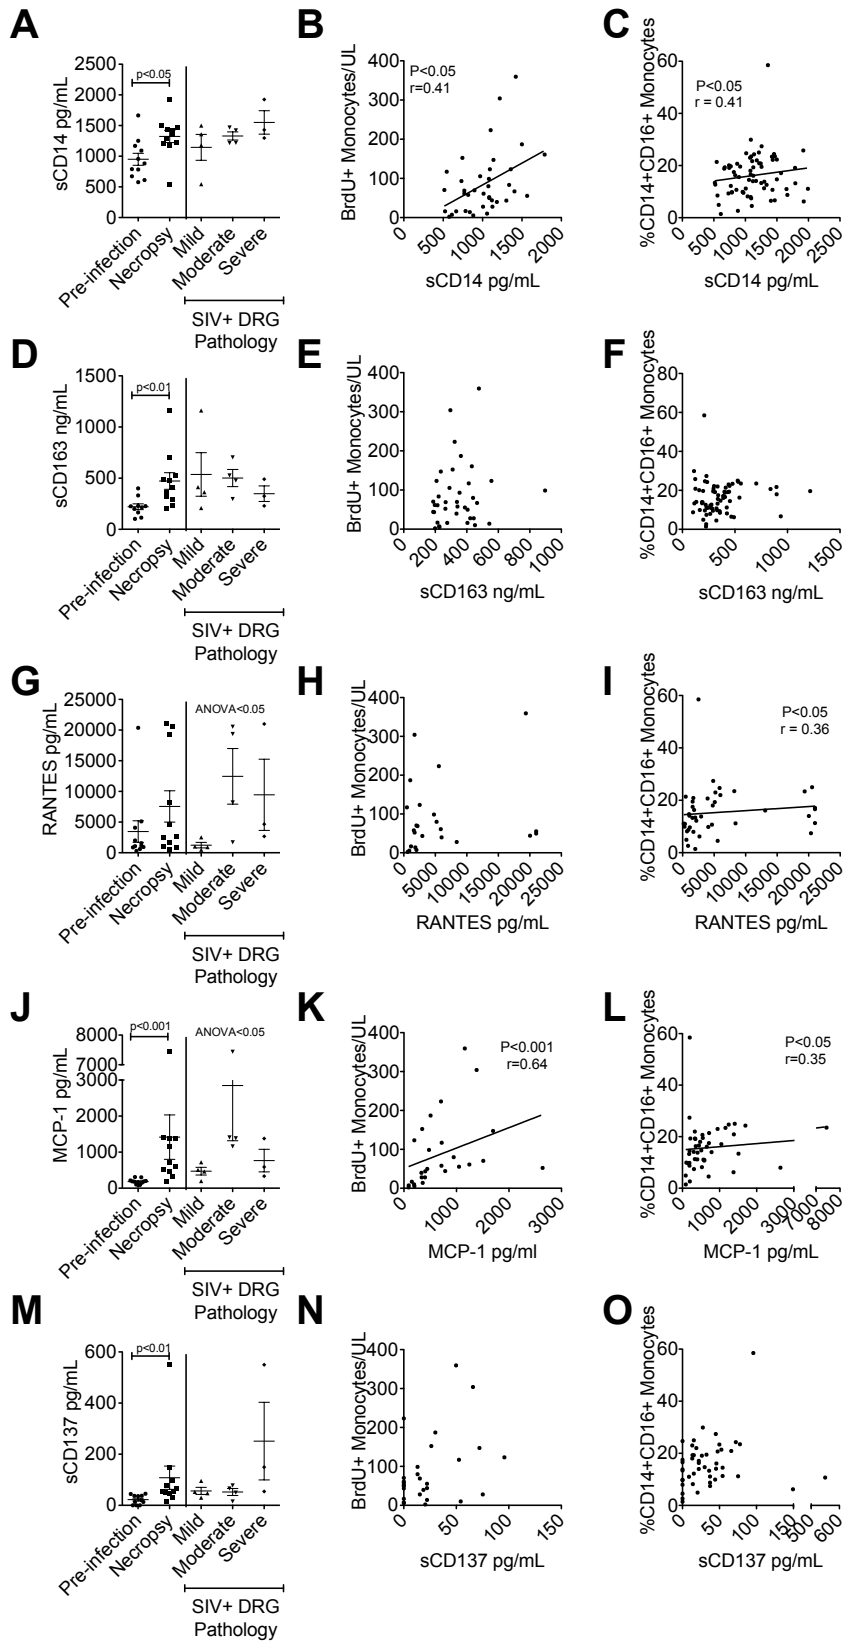 A
sCD14 pg/mL
2500
2000
1500
1000
500
0
p<0.05
Pre-infection
Necropsy
Mild
Moderate
Severe
SIV+ DRG
Pathology
B
BrdU+ Monocytes/UL
400
300
200
100
0
P<0.05
r=0.41
0
500
1000
1500
2000
sCD14 pg/mL
C
%CD14+CD16+ Monocytes
60
40
20
0
P<0.05
r = 0.41
0
500
1000
1500
2000
2500
sCD14 pg/mL
D
sCD163 ng/mL
1500
1000
500
0
p<0.01
Pre-infection
Necropsy
Mild
Moderate
Severe
SIV+ DRG
Pathology
E
BrdU+ Monocytes/UL
400
300
200
100
0
0
200
400
600
800
1000
sCD163 ng/mL
F
%CD14+CD16+ Monocytes
80
60
40
20
0
0
500
1000
1500
sCD163 ng/mL
G
RANTES pg/mL
25000
20000
15000
10000
5000
0
ANOVA<0.05
Pre-infection
Necropsy
Mild
Moderate
Severe
SIV+ DRG
Pathology
H
BrdU+ Monocytes/UL
400
300
200
100
0
0
5000
10000
15000
20000
25000
RANTES pg/mL
I
%CD14+CD16+ Monocytes
60
40
20
0
P<0.05
r = 0.36
0
5000
10000
15000
20000
25000
RANTES pg/mL
J
MCP-1 pg/mL
8000
7000
3000
2000
1000
0
p<0.001
ANOVA<0.05
Pre-infection
Necropsy
Mild
Moderate
Severe
SIV+ DRG
Pathology
K
BrdU+ Monocytes/UL
400
300
200
100
0
P<0.001
r=0.64
0
1000
2000
3000
MCP-1 pg/ml
L
%CD14+CD16+ Monocytes
60
40
20
0
P<0.05
r=0.35
0
1000
2000
3000
7000
8000
MCP-1 pg/mL
M
sCD137 pg/mL
600
400
200
0
p<0.01
Pre-infection
Necropsy
Mild
Moderate
Severe
SIV+ DRG
Pathology
N
BrdU+ Monocytes/UL
400
300
200
100
0
0
50
100
150
sCD137 pg/mL
O
%CD14+CD16+ Monocytes
60
40
20
0
0
50
100
150
500
600
sCD137 pg/mL